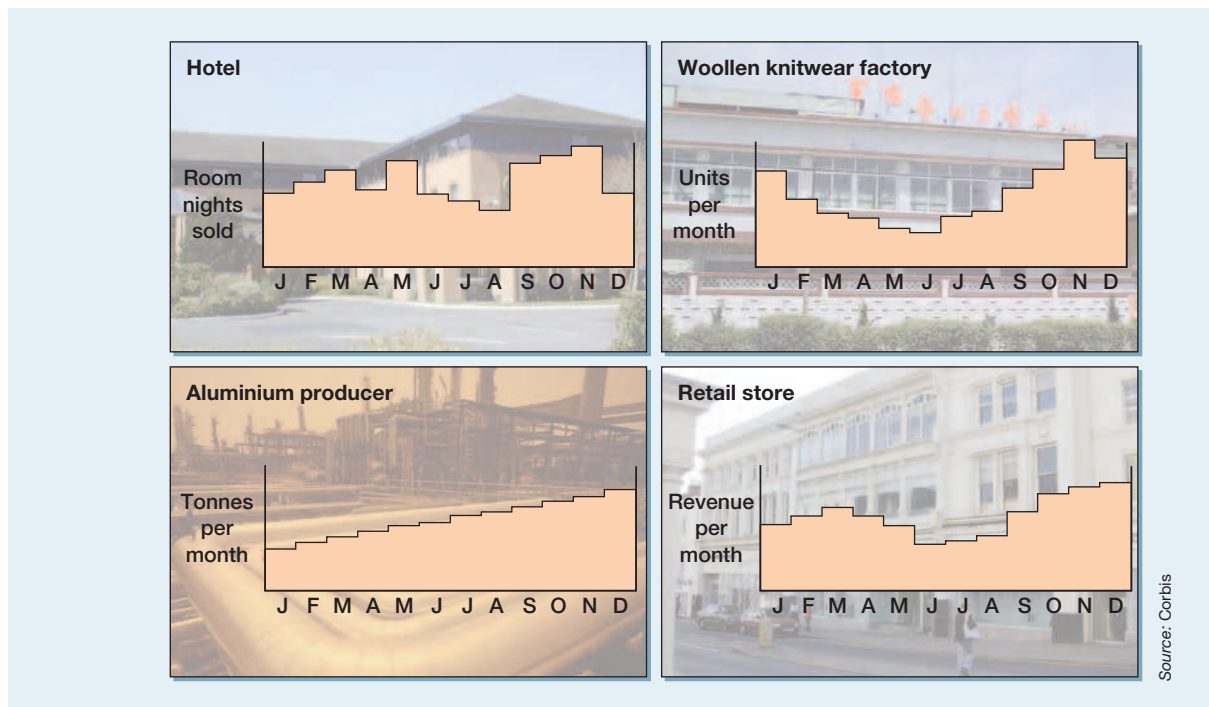 Hotel
Room
nights
sold
J F M A M J J A S O N D
Woollen knitwear factory
Units
per
month
J F M A M J J A S O N D
Aluminium producer
Tonnes
per
month
J F M A M J J A S O N D
Retail store
Revenue
per
month
J F M A M J J A S O N D
Source: Corbis